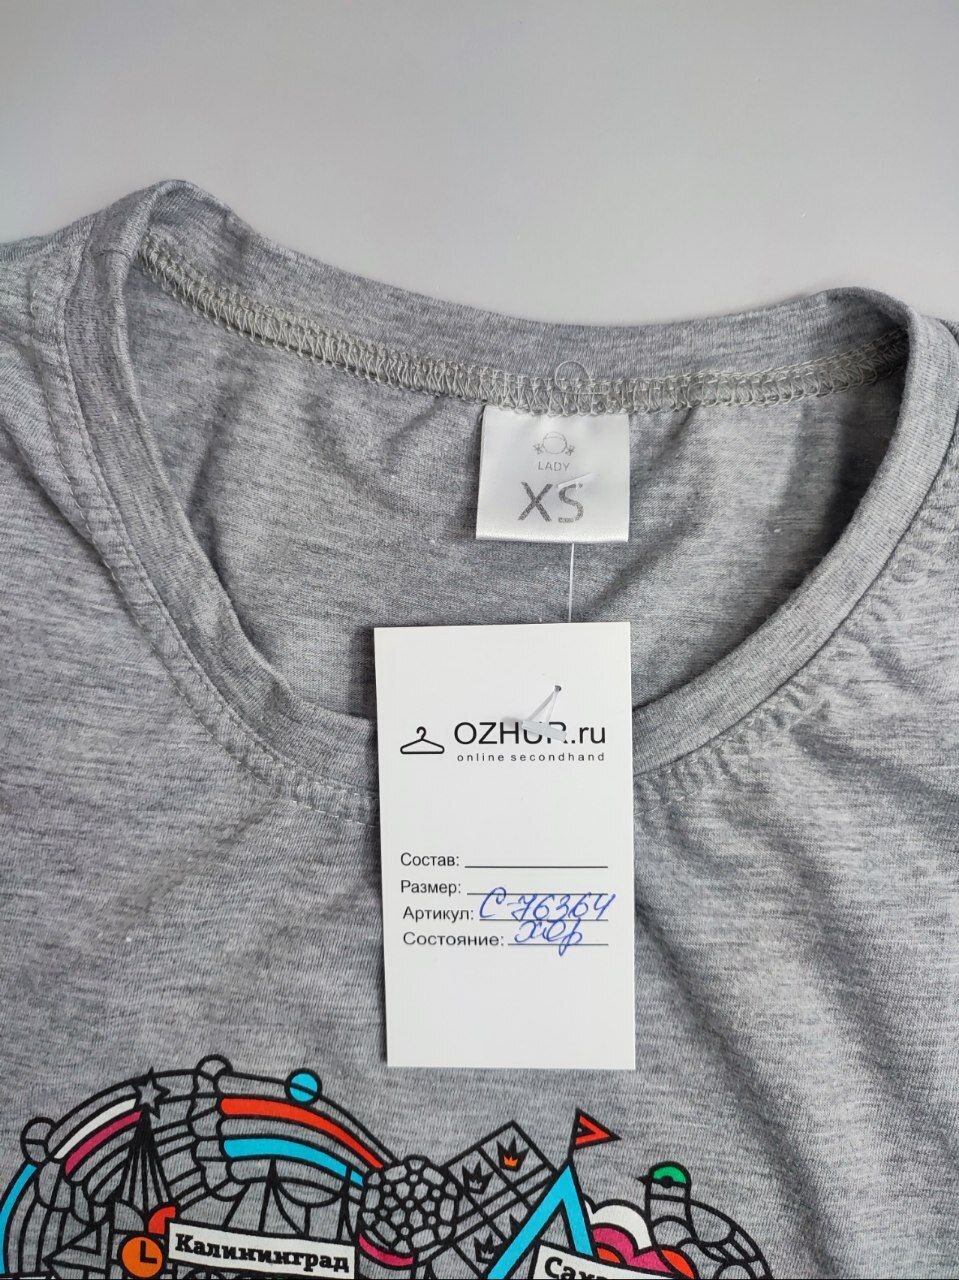 LADY
XS
OZHUR.ru
online secondhand
Состав:
Размер:
Артикул: С-76364
Состояние: хор
Калининград